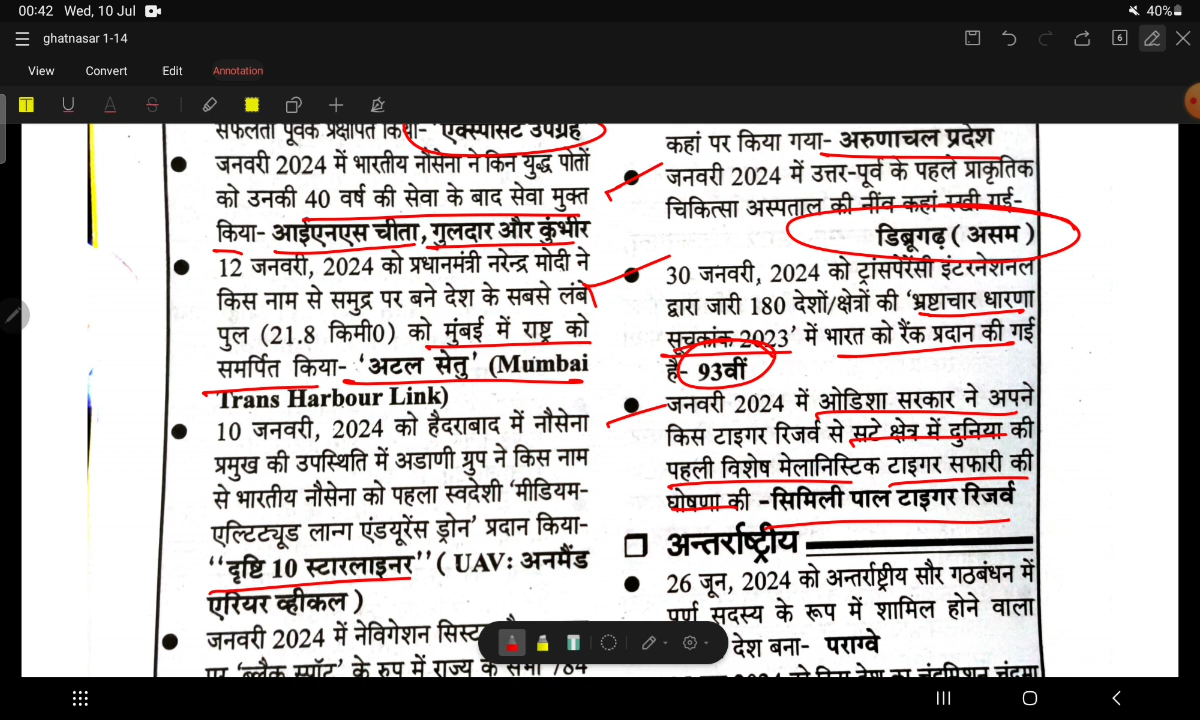 00:42 Wed, 10 Jul
40%
ghatnasar 1-14
6
View Convert Edit Annotation
सफलता पूर्वक प्रक्षेपित किया- 'एक्स्पोसेट उपग्रह
जनवरी 2024 में भारतीय नौसेना ने किन युद्ध पोतों
को उनकी 40 वर्ष की सेवा के बाद सेवा मुक्त
किया- आईएनएस चीता, गुलदार और कुंभीर
12 जनवरी, 2024 को प्रधानमंत्री नरेन्द्र मोदी ने
किस नाम से समुद्र पर बने देश के सबसे लंबे
पुल (21.8 किमी0) को मुंबई में राष्ट्र को
समर्पित किया- 'अटल सेतु' (Mumbai
Trans Harbour Link)
10 जनवरी, 2024 को हैदराबाद में नौसेना
प्रमुख की उपस्थिति में अडाणी ग्रुप ने किस नाम
से भारतीय नौसेना को पहला स्वदेशी 'मीडियम-
एल्टिट्यूड लान्ग एंडयूरेंस ड्रोन' प्रदान किया-
''दृष्टि 10 स्टारलाइनर'' ( UAV: अनमैंड
एरियर व्हीकल )
जनवरी 2024 में नेविगेशन
पर 'ब्लैक स्पॉट' के रुप में राज्य के सभी 784
कहां पर किया गया- अरुणाचल प्रदेश
जनवरी 2024 में उत्तर-पूर्व के पहले प्राकृतिक
चिकित्सा अस्पताल की नींव कहां रखी गई-
डिब्रूगढ़ ( असम )
30 जनवरी, 2024 को ट्रांसपेरेंसी इंटरनेशनल
द्वारा जारी 180 देशों/क्षेत्रों की 'भ्रष्टाचार धारणा
सूचकांक 2023' में भारत को रैंक प्रदान की गई
है- 93वीं
जनवरी 2024 में ओडिशा सरकार ने अपने
किस टाइगर रिजर्व से सटे क्षेत्र में दुनिया की
पहली विशेष मेलानिस्टिक टाइगर सफारी की
घोषणा की -सिमिली पाल टाइगर रिजर्व
अन्तर्राष्ट्रीय
26 जून, 2024 को अन्तर्राष्ट्रीय सौर गठबंधन में
पूर्ण सदस्य के रूप में शामिल होने वाला
देश बना- पराग्वे